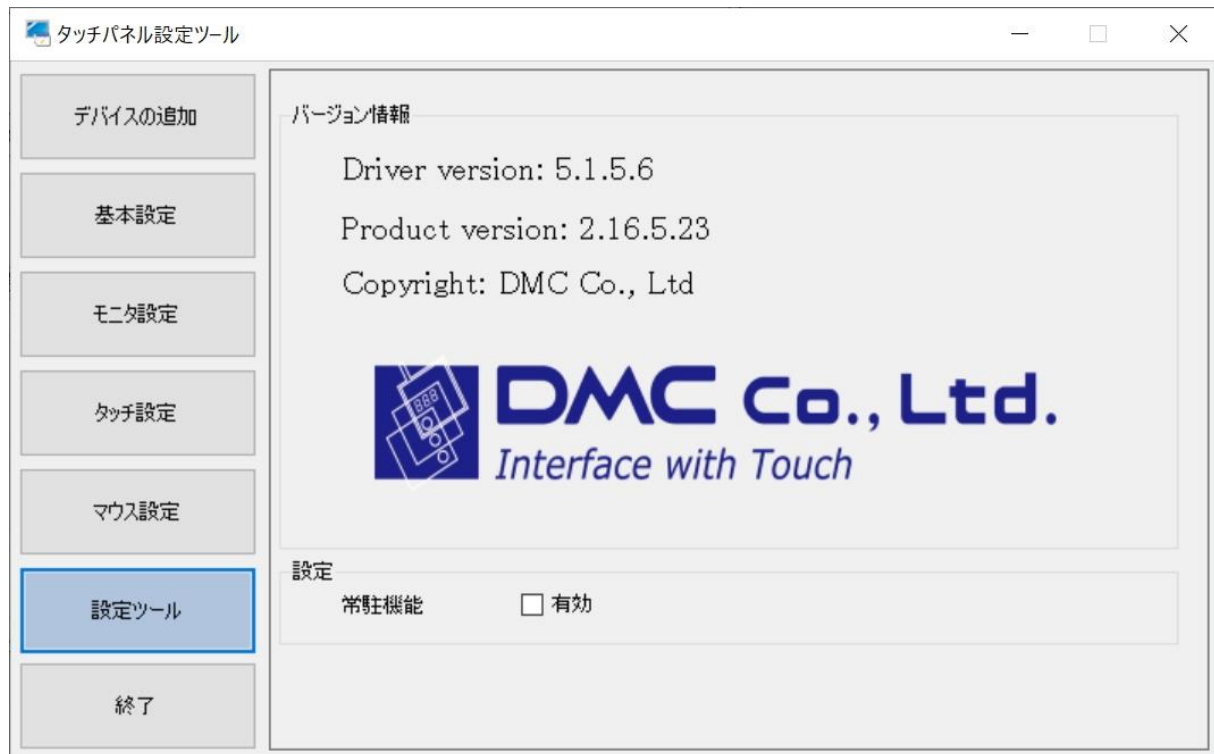 タッチパネル設定ツール
デバイスの追加
基本設定
モニタ設定
タッチ設定
マウス設定
設定ツール
終了
バージョン情報
Driver version: 5.1.5.6
Product version: 2.16.5.23
Copyright: DMC Co., Ltd
888
DMC Co., Ltd.
Interface with Touch
設定
常駐機能 有効